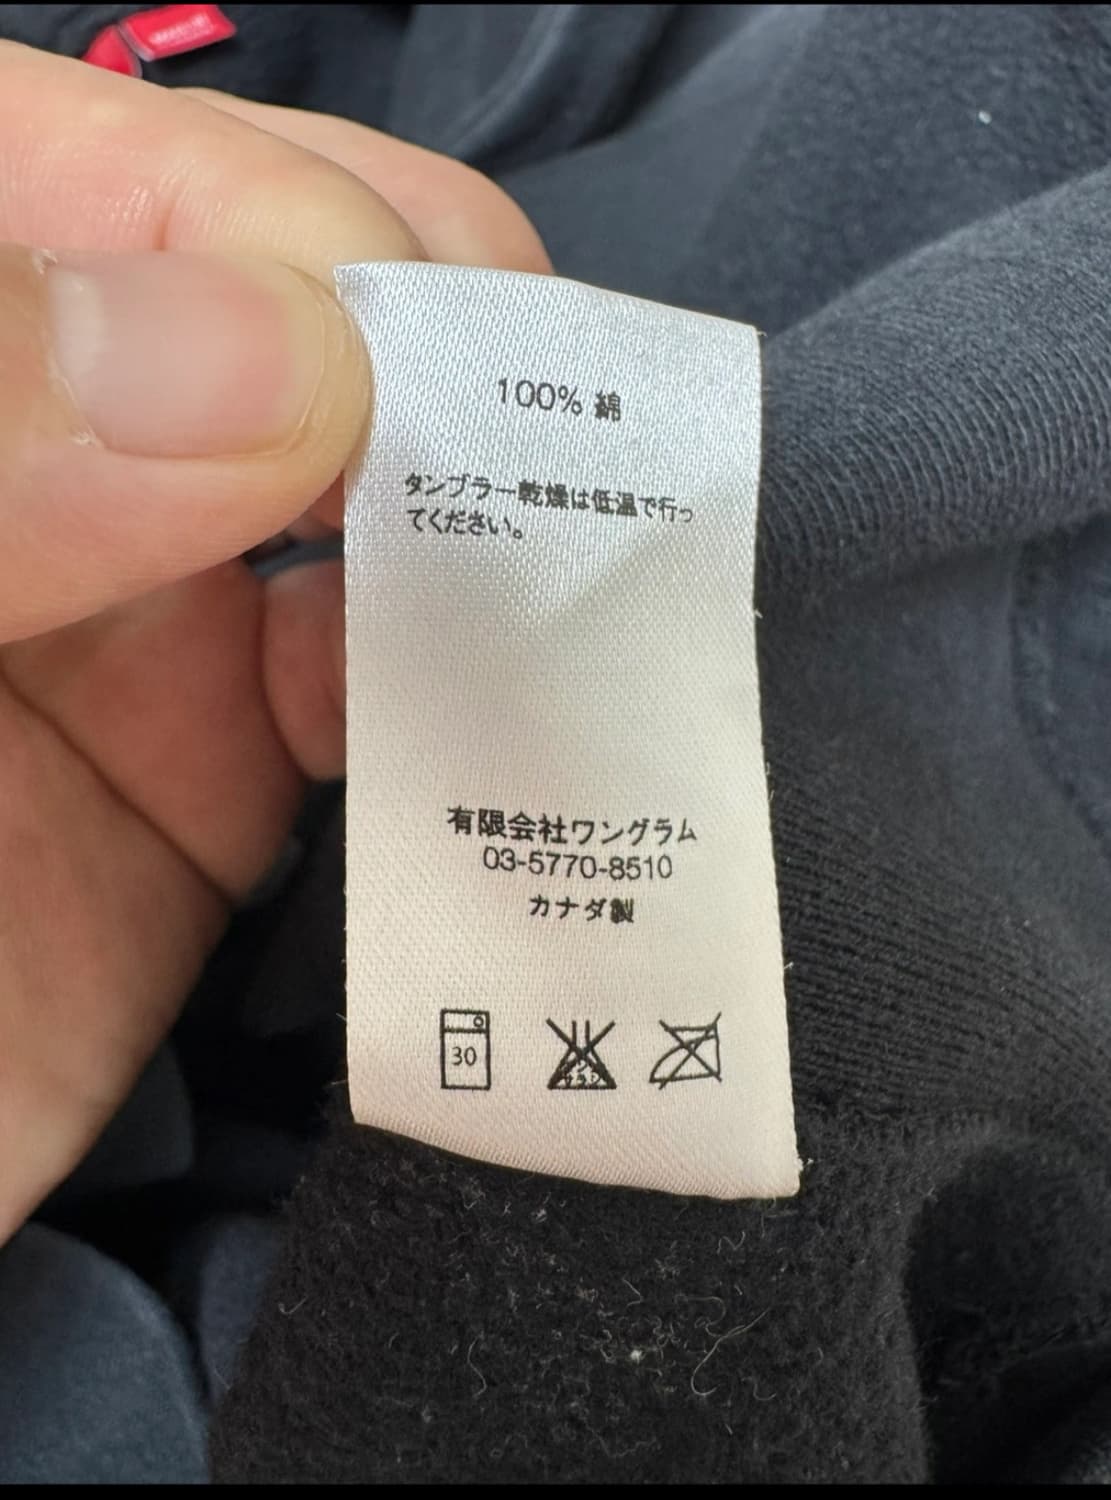 100% 綿
タンブラー乾燥は低温で行っ
てください。
有限会社ワングラム
03-5770-8510
カナダ製
30